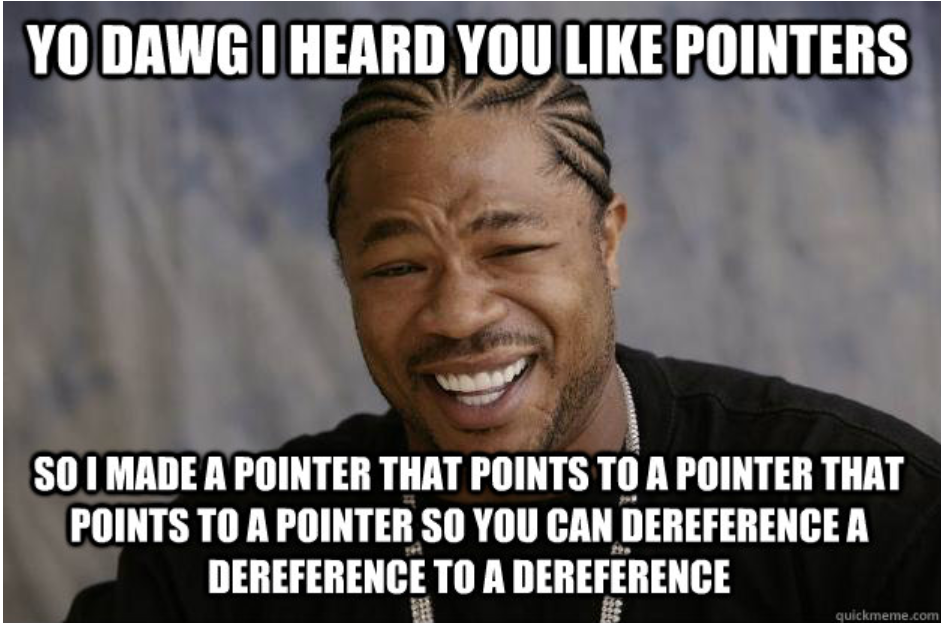 YO DAWG I HEARD YOU LIKE POINTERS
SO I MADE A POINTER THAT POINTS TO A POINTER THAT
POINTS TO A POINTER SO YOU CAN DEREFERENCE A
DEREFERENCE TO A DEREFERENCE
quickmeme.com